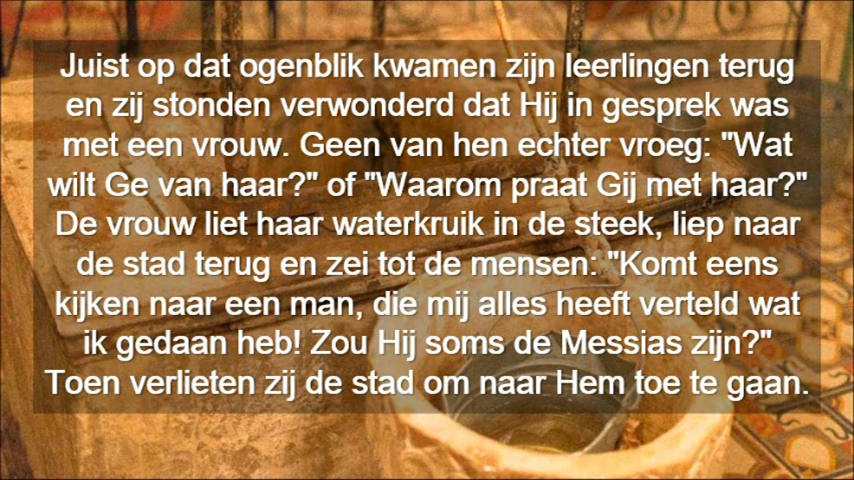 Juist op dat ogenblik kwamen zijn leerlingen terug
en zij stonden verwonderd dat Hij in gesprek was
met een vrouw. Geen van hen echter vroeg: "Wat
wilt Ge van haar?" of "Waarom praat Gij met haar?"
De vrouw liet haar waterkruik in de steek, liep naar
de stad terug en zei tot de mensen: "Komt eens
kijken naar een man, die mij alles heeft verteld wat
ik gedaan heb! Zou Hij soms de Messias zijn?"
Toen verlieten zij de stad om naar Hem toe te gaan.